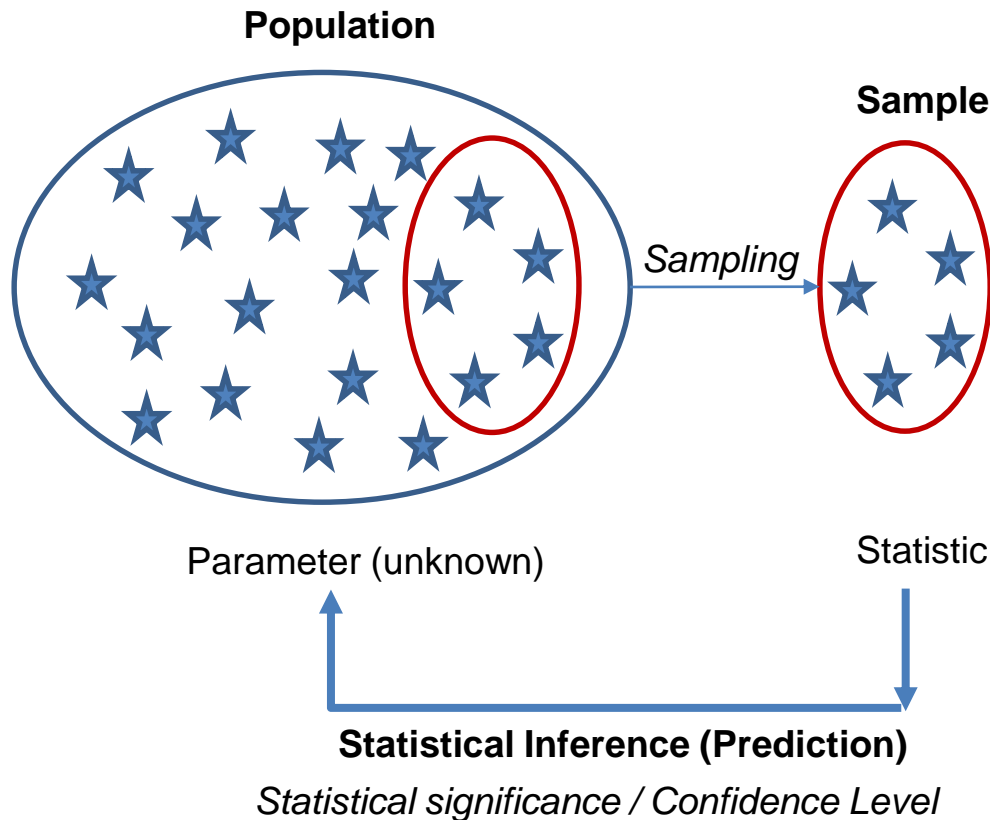 Population
Sample
Sampling
Parameter (unknown)
Statistic
Statistical Inference (Prediction)
Statistical significance / Confidence Level